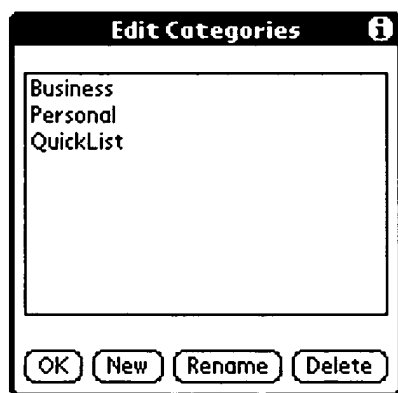 Edit Categories
Business
Personal
QuickList
OK New Rename Delete